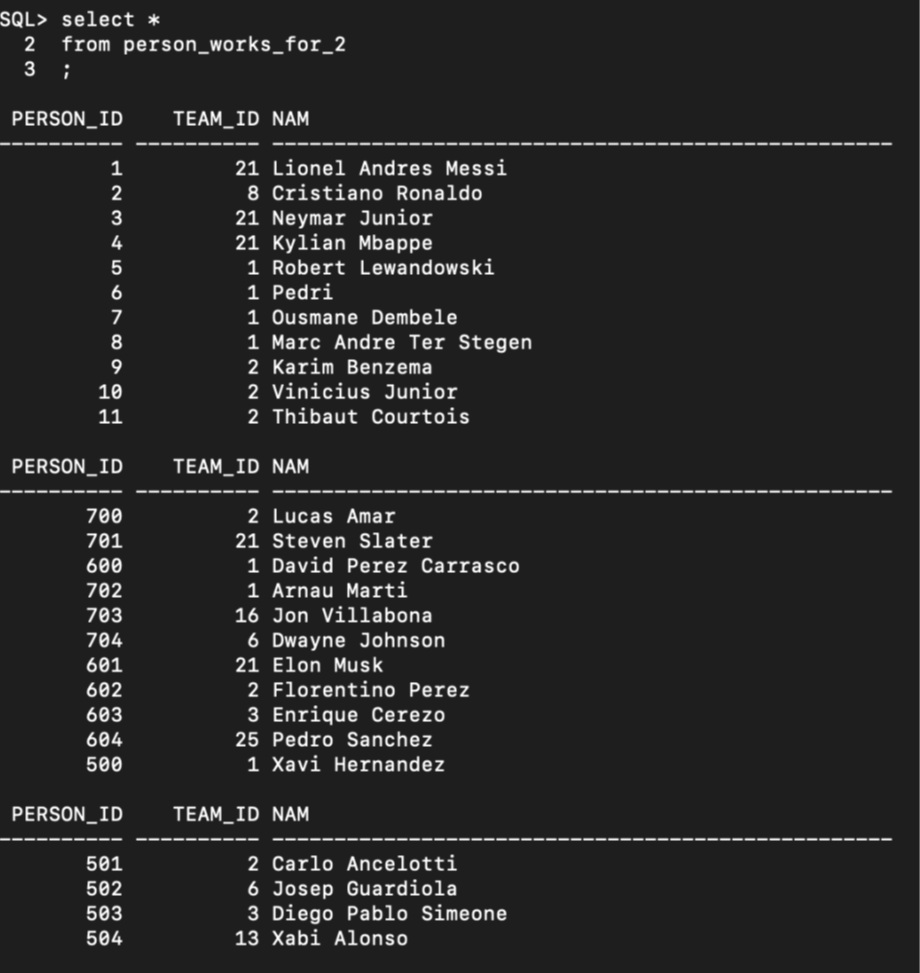 SQL> select *
  2  from person_works_for_2
  3  ;
 PERSON_ID    TEAM_ID NAM
---------- ---------- --------------------------------------------------
         1         21 Lionel Andres Messi
         2          8 Cristiano Ronaldo
         3         21 Neymar Junior
         4         21 Kylian Mbappe
         5          1 Robert Lewandowski
         6          1 Pedri
         7          1 Ousmane Dembele
         8          1 Marc Andre Ter Stegen
         9          2 Karim Benzema
        10          2 Vinicius Junior
        11          2 Thibaut Courtois
 PERSON_ID    TEAM_ID NAM
---------- ---------- --------------------------------------------------
       700          2 Lucas Amar
       701         21 Steven Slater
       600          1 David Perez Carrasco
       702          1 Arnau Marti
       703         16 Jon Villabona
       704          6 Dwayne Johnson
       601         21 Elon Musk
       602          2 Florentino Perez
       603          3 Enrique Cerezo
       604         25 Pedro Sanchez
       500          1 Xavi Hernandez
 PERSON_ID    TEAM_ID NAM
---------- ---------- --------------------------------------------------
       501          2 Carlo Ancelotti
       502          6 Josep Guardiola
       503          3 Diego Pablo Simeone
       504         13 Xabi Alonso